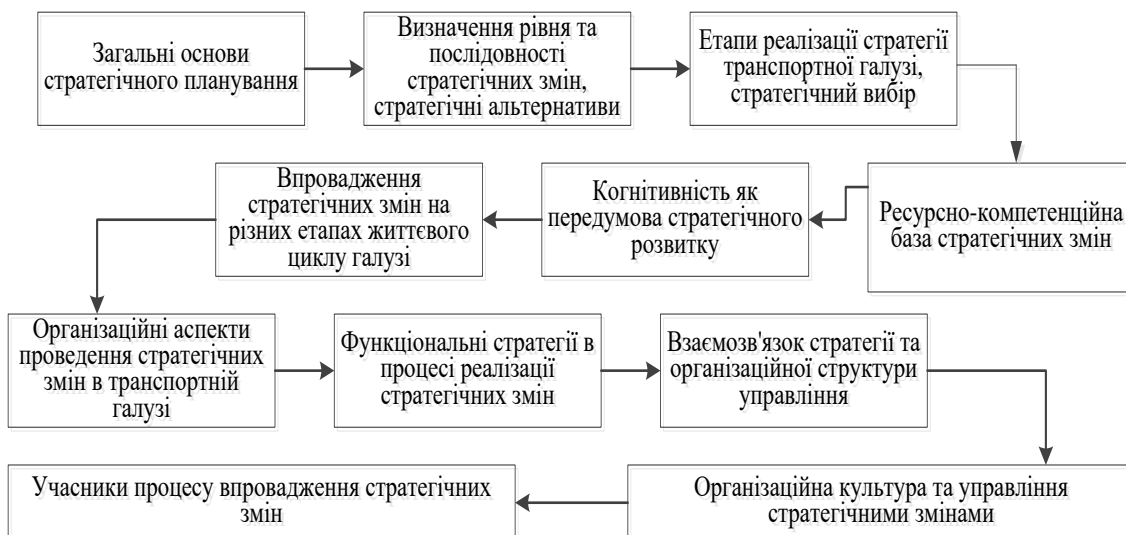 Загальні основи
стратегічного планування
Визначення рівня та
послідовності
стратегічних змін,
стратегічні альтернативи
Етапи реалізації стратегії
транспортної галузі,
стратегічний вибір
Ресурсно-компетенційна
база стратегічних змін
Когнітивність як
передумова стратегічного
розвитку
Впровадження
стратегічних змін на
різних етапах життєвого
циклу галузі
Організаційні аспекти
проведення стратегічних
змін в транспортній
галузі
Функціональні стратегії в
процесі реалізації
стратегічних змін
Взаємозв'язок стратегії та
організаційної структури
управління
Організаційна культура та управління
стратегічними змінами
Учасники процесу впровадження стратегічних
змін